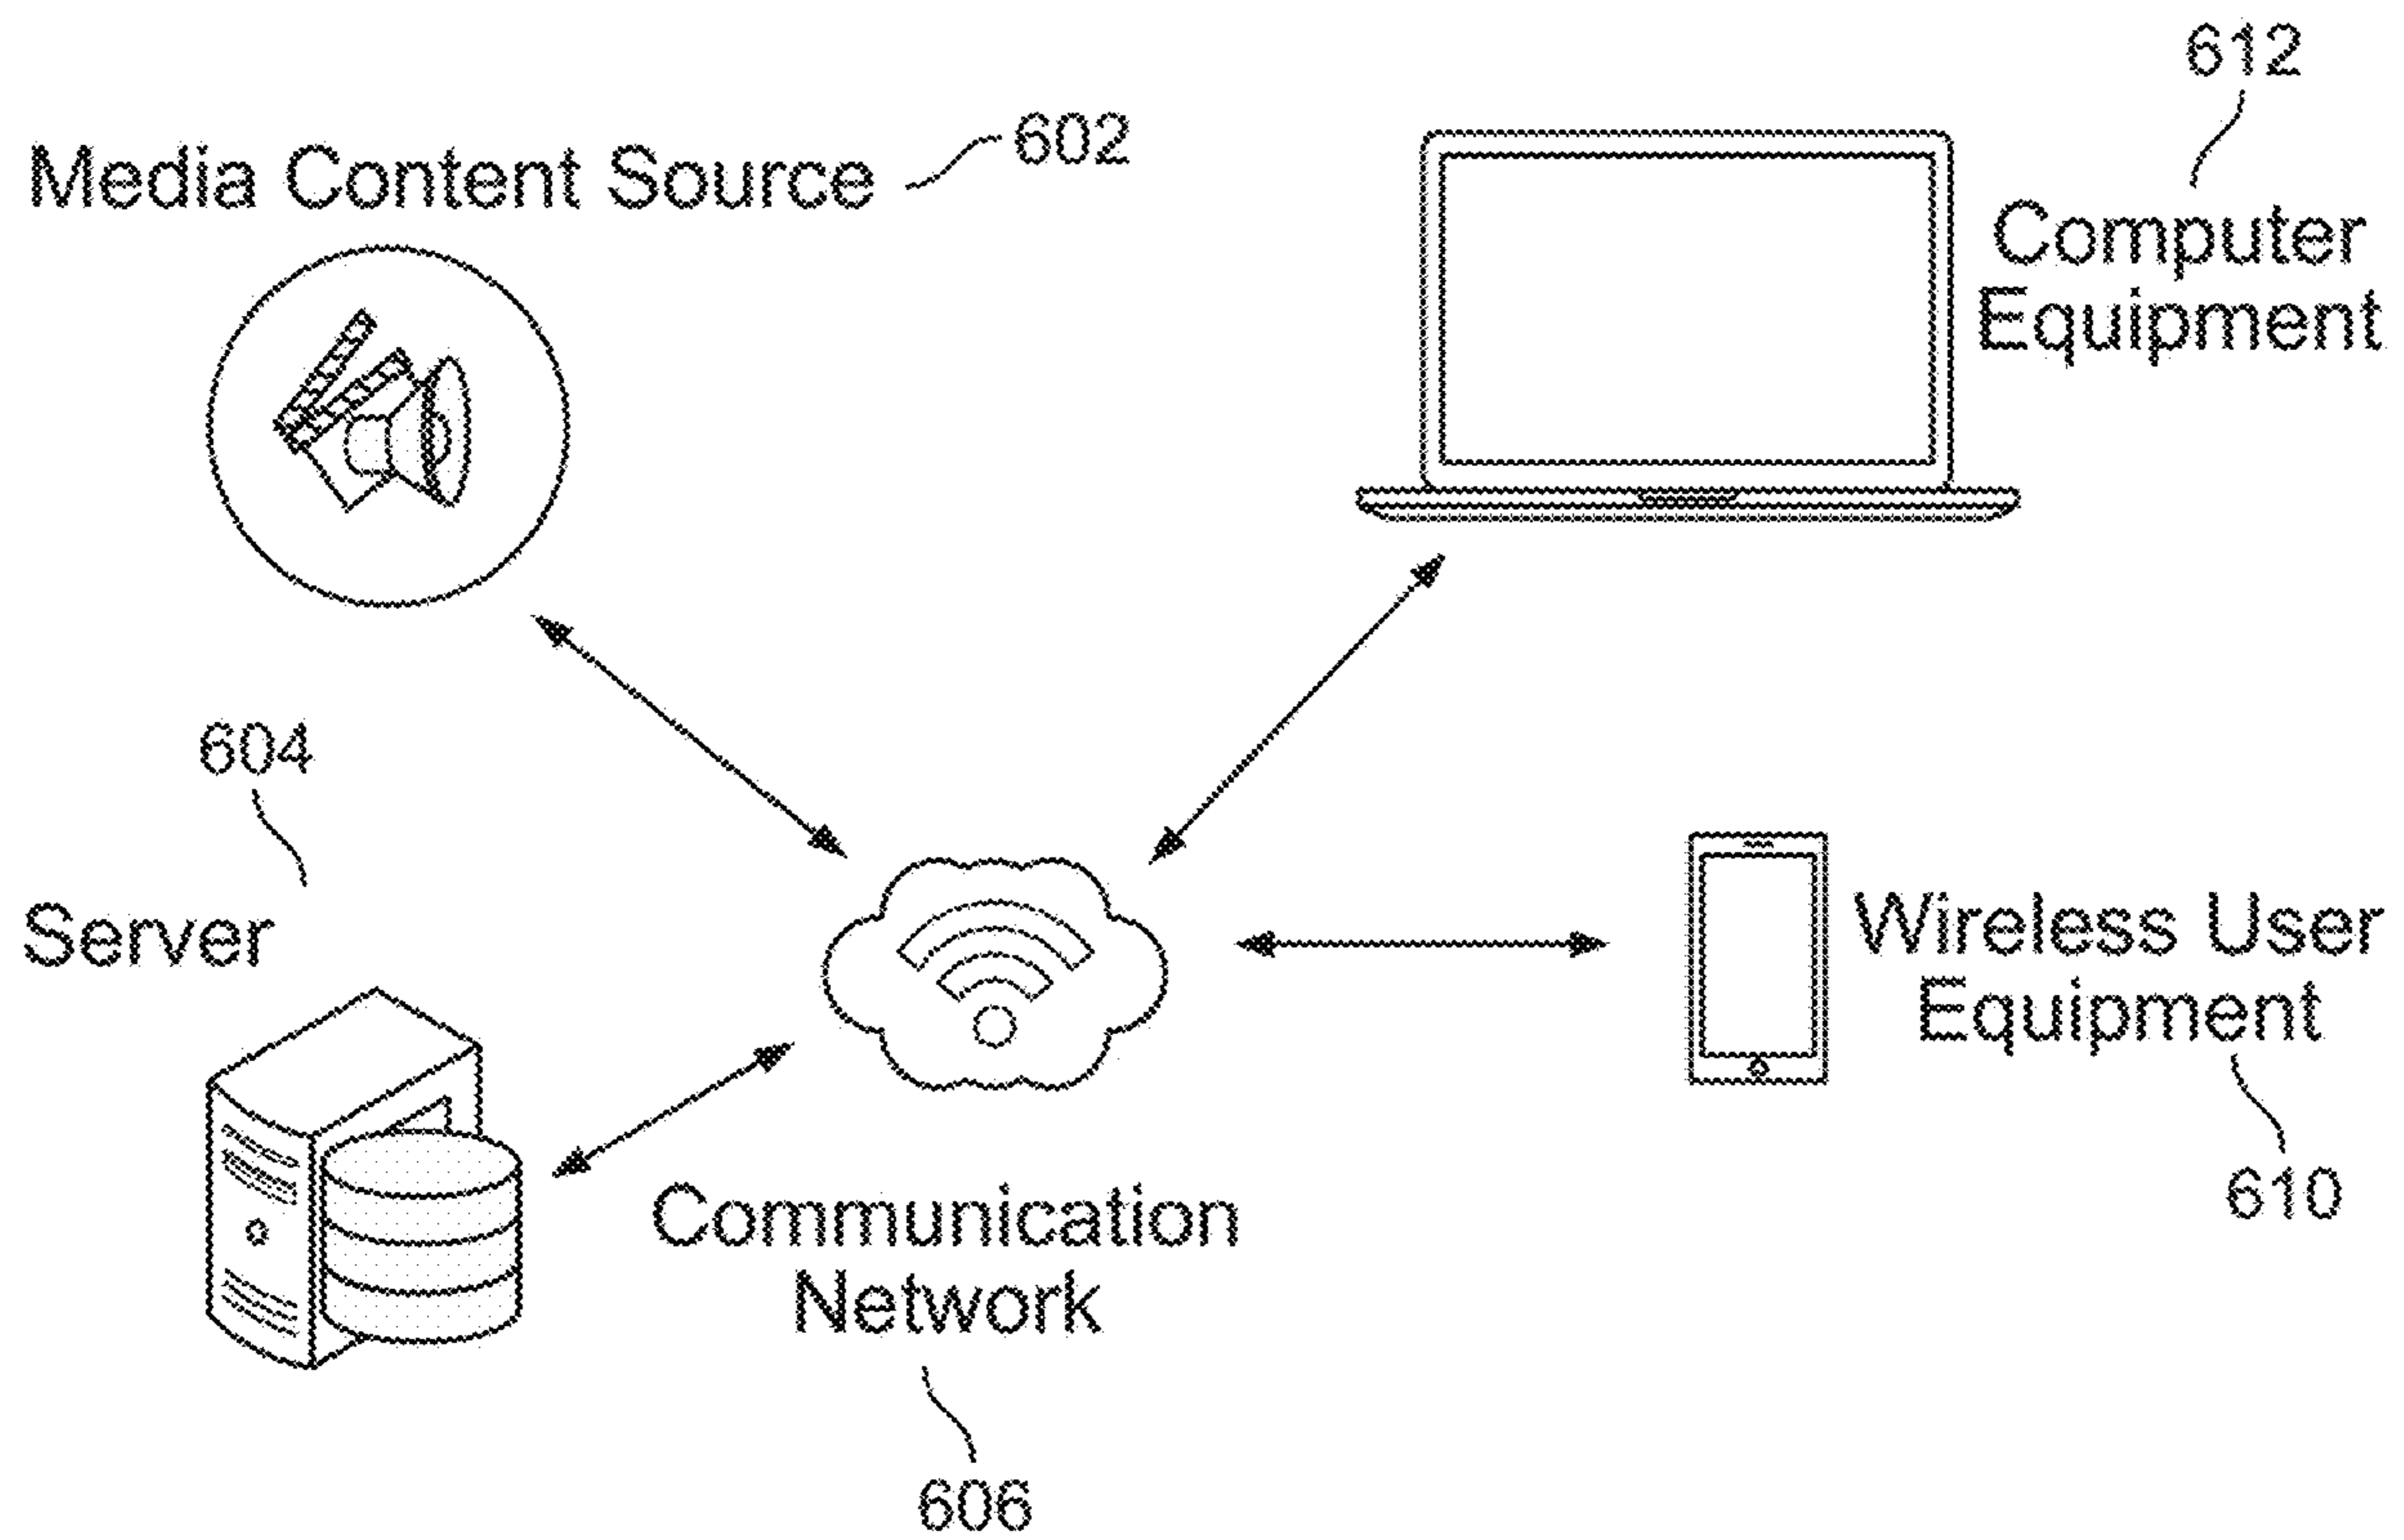 612
602
Media Content Source
Computer
Equipment
604
Server
Wireless User
Equipment
610
Communication
Network
606